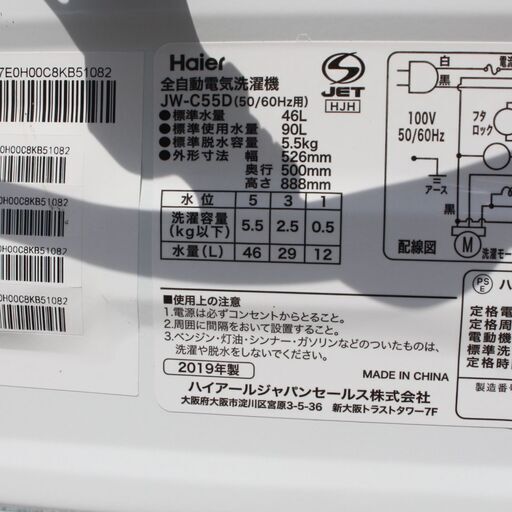 7E0H00C8KB51082
0H00C8KB51082
0H00C8KB51082
0H00C8KB51082
0H00C8KB51082
0H00C8KB51082
Haier
全自動電気洗濯機
JW-C55D(50/60Hz用)
●標準水量 46L
●標準使用水量 90L
●標準脱水容量 5.5kg
●外形寸法 幅 526mm
奥行 500mm
高さ 888mm
水位 5 3 1
洗濯容量(kg以下) 5.5 2.5 0.5
水量(L) 46 29 12
S
JET
HJH
白
電源
黒
100V
50/60Hz
フタ
ロック
アース
黒
配線図
M
洗濯モー
■使用上の注意
1.電源は必ずコンセントからとること。
2.周囲に間隔をおいて設置すること。
3.ベンジン・灯油・シンナー・ガソリンなどのついたものは、
洗濯や脱水をしないでください。
2019年製
MADE IN CHINA
ハイアールジャパンセールス株式会社
大阪府大阪市淀川区宮原3-5-36 新大阪トラストタワー7F
PS
E
ハ
定格電
定格電
電動機
標準洗
定格時
製造番号